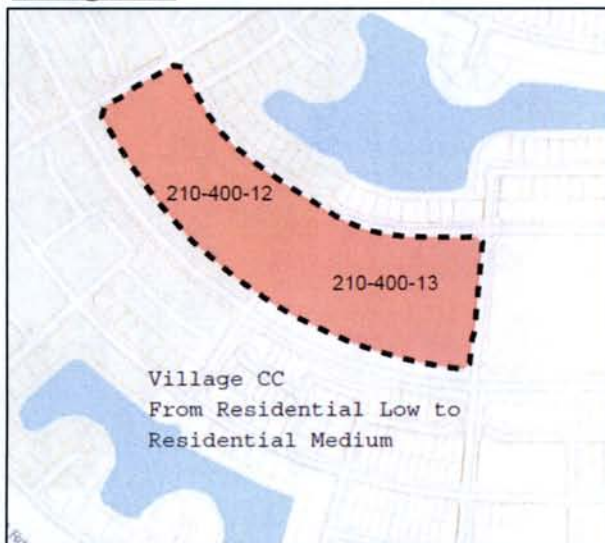 210-400-12
210-400-13
Village CC
From Residential Low to
Residential Medium